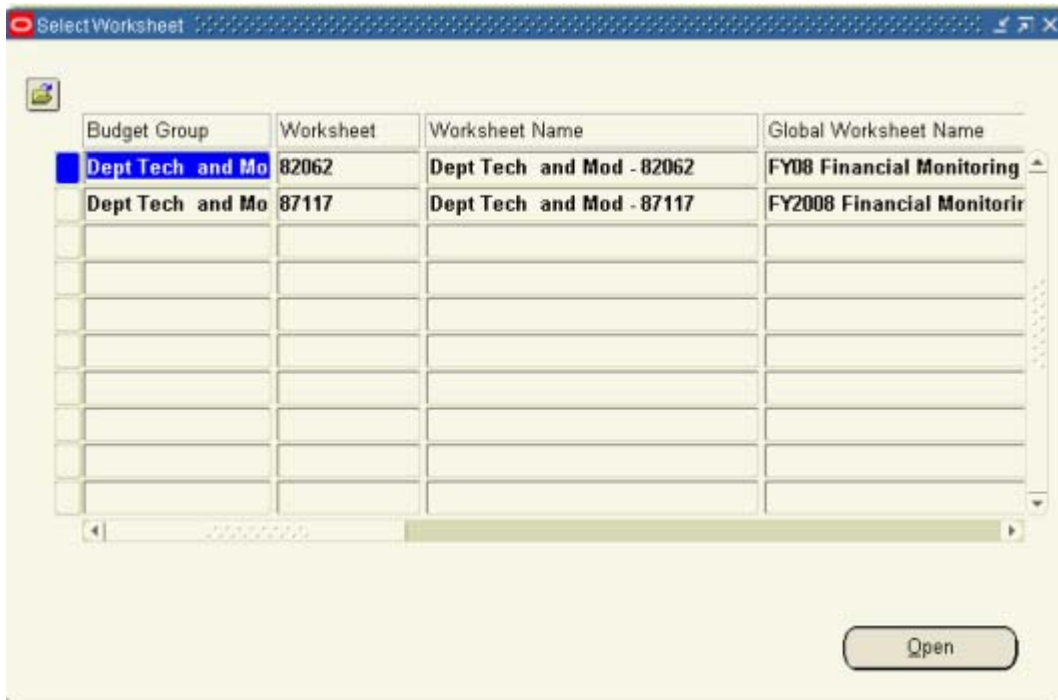 Select Worksheet
Budget Group Worksheet Worksheet Name Global Worksheet Name
Dept Tech and Mo 82062 Dept Tech and Mod - 82062 FY08 Financial Monitoring
Dept Tech and Mo 87117 Dept Tech and Mod - 87117 FY2008 Financial Monitorin
Open